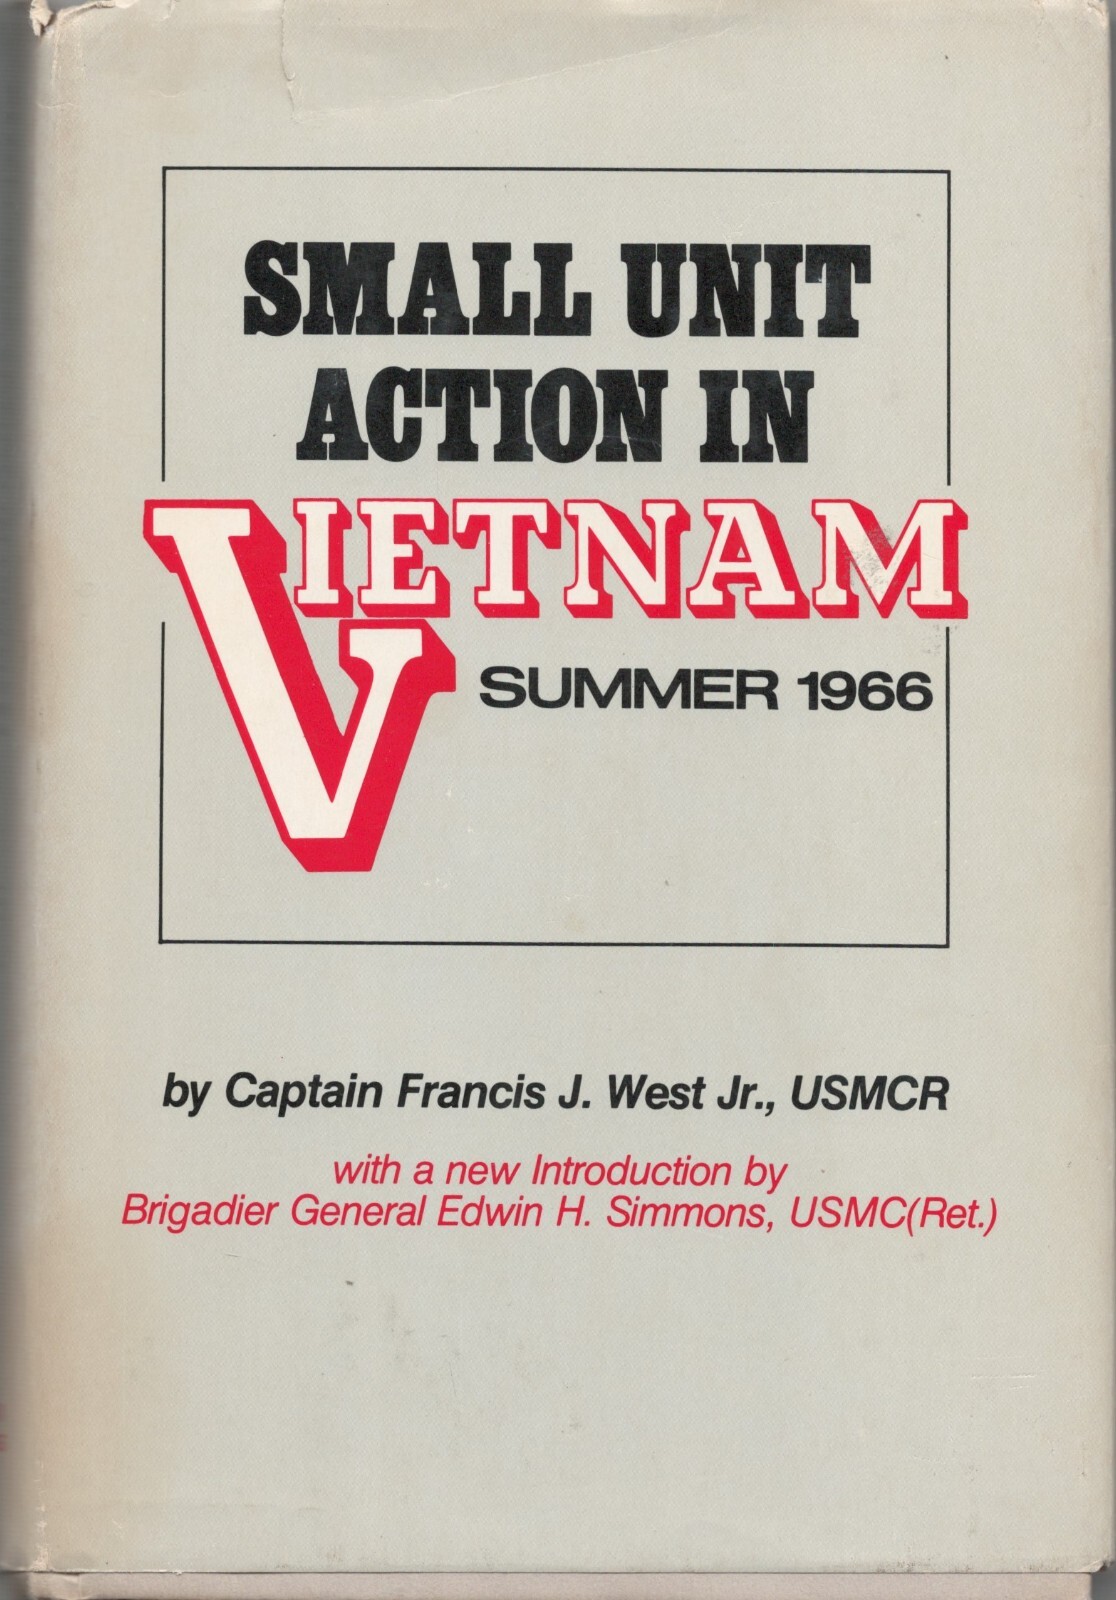 SMALL UNIT
ACTION IN
VIETNAM
SUMMER 1966
by Captain Francis J. West Jr., USMCR
with a new Introduction by
Brigadier General Edwin H. Simmons, USMC(Ret.)